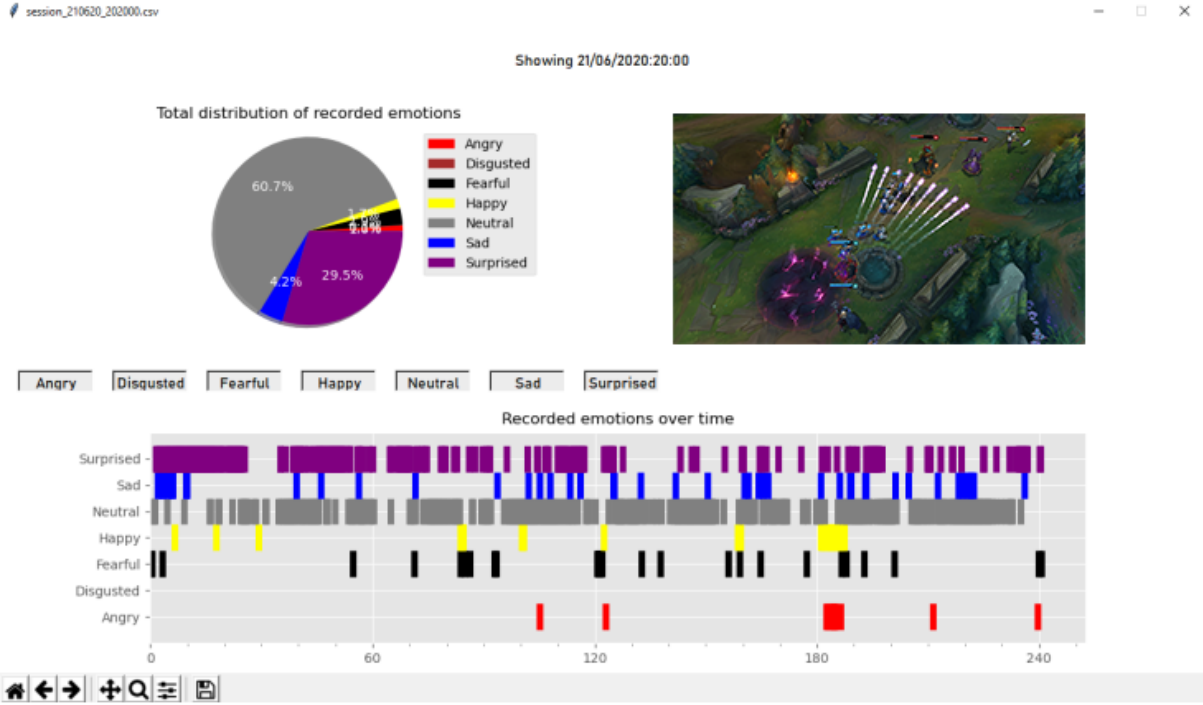 session_210620_202000.csv
Showing 21/06/2020:20:00
Total distribution of recorded emotions
60.7%
4.2%
29.5%
Angry
Disgusted
Fearful
Happy
Neutral
Sad
Surprised
Angry Disgusted Fearful Happy Neutral Sad Surprised
Recorded emotions over time
Surprised
Sad
Neutral
Happy
Fearful
Disgusted
Angry
0 60 120 180 240